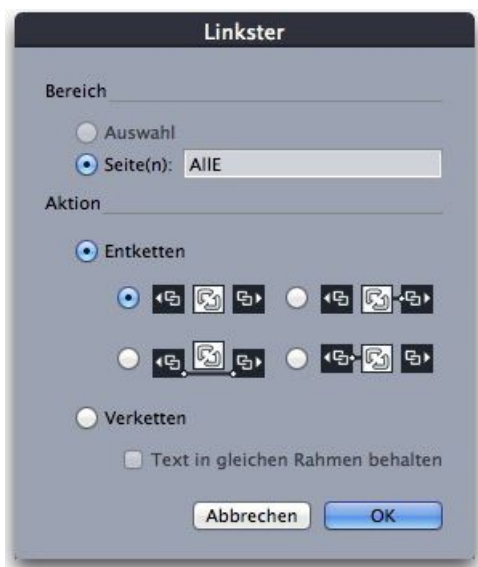 Linkster
Bereich
Auswahl
Seite(n): AllE
Aktion
Entketten
Verketten
Text in gleichen Rahmen behalten
Abbrechen OK